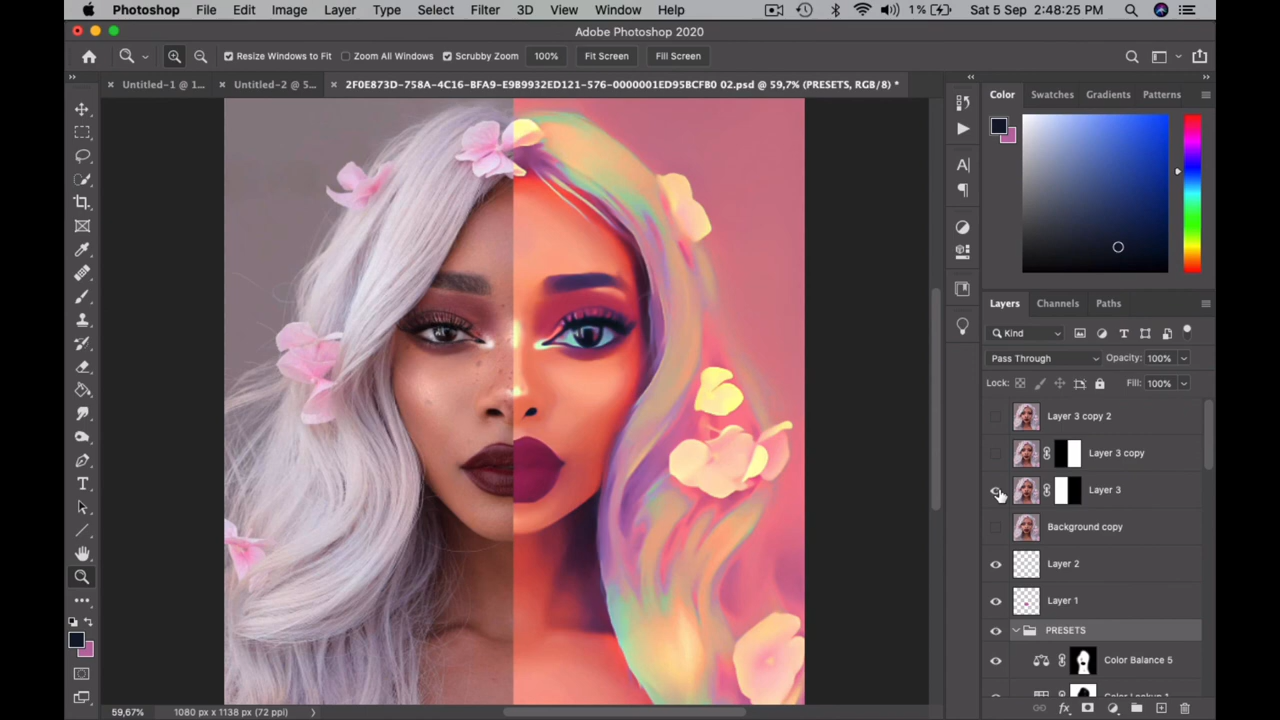 Photoshop File Edit Image Layer Type Select Filter 3D View Window Help 1% Sat 5 Sep 2:48:25 PM
Adobe Photoshop 2020
Resize Windows to Fit Zoom All Windows Scrubby Zoom 100% Fit Screen Fill Screen
Untitled-1 @ 1... Untitled-2 @ 5... 2F0E873D-758A-4C16-BFA9-E9B9932ED121-576-0000001ED95BCFB0 02.psd @ 59,7% (PRESETS, RGB/8) *
Color Swatches Gradients Patterns
Layers Channels Paths
Kind
Pass Through Opacity: 100%
Lock: Fill: 100%
Layer 3 copy 2
Layer 3 copy
Layer 3
Background copy
Layer 2
Layer 1
PRESETS
Color Balance 5
Color Lookup 1
59,67% 1080 px x 1138 px (72 ppi)